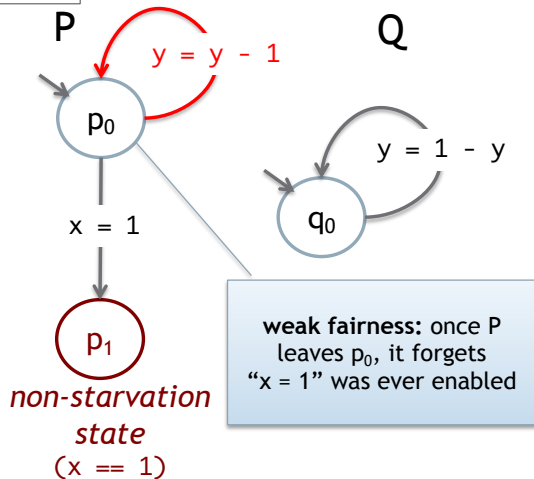 P
Q
y = y - 1
p0
y = 1 - y
q0
x = 1
weak fairness: once P
leaves p0, it forgets
“x = 1” was ever enabled
p1
non-starvation
state
(x == 1)